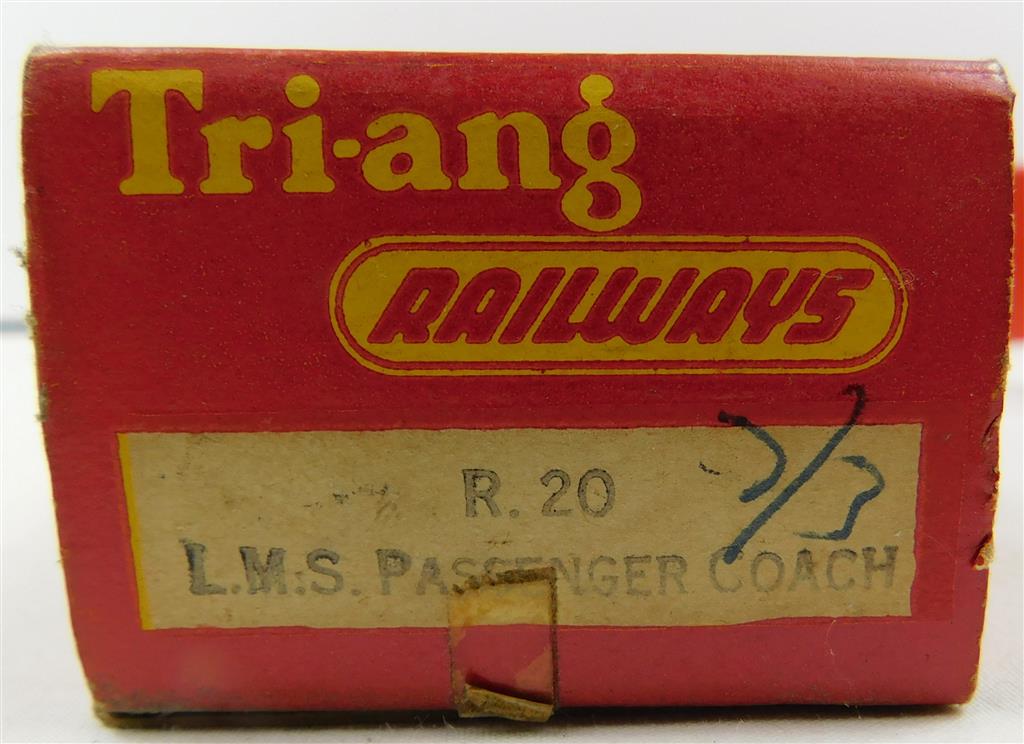 Tri-ang
RAILWAYS
R. 20
L.M.S. PASSENGER COACH